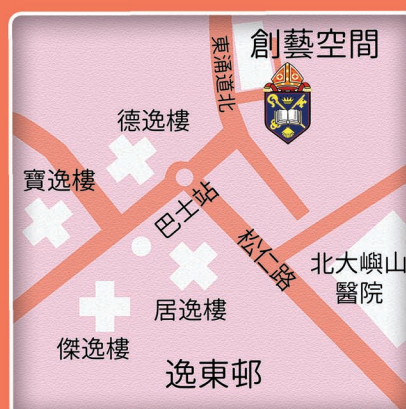 創藝空間
東涌道北
德逸樓
寶逸樓
巴士站
松仁路
北大嶼山
醫院
居逸樓
傑逸樓
逸東邨